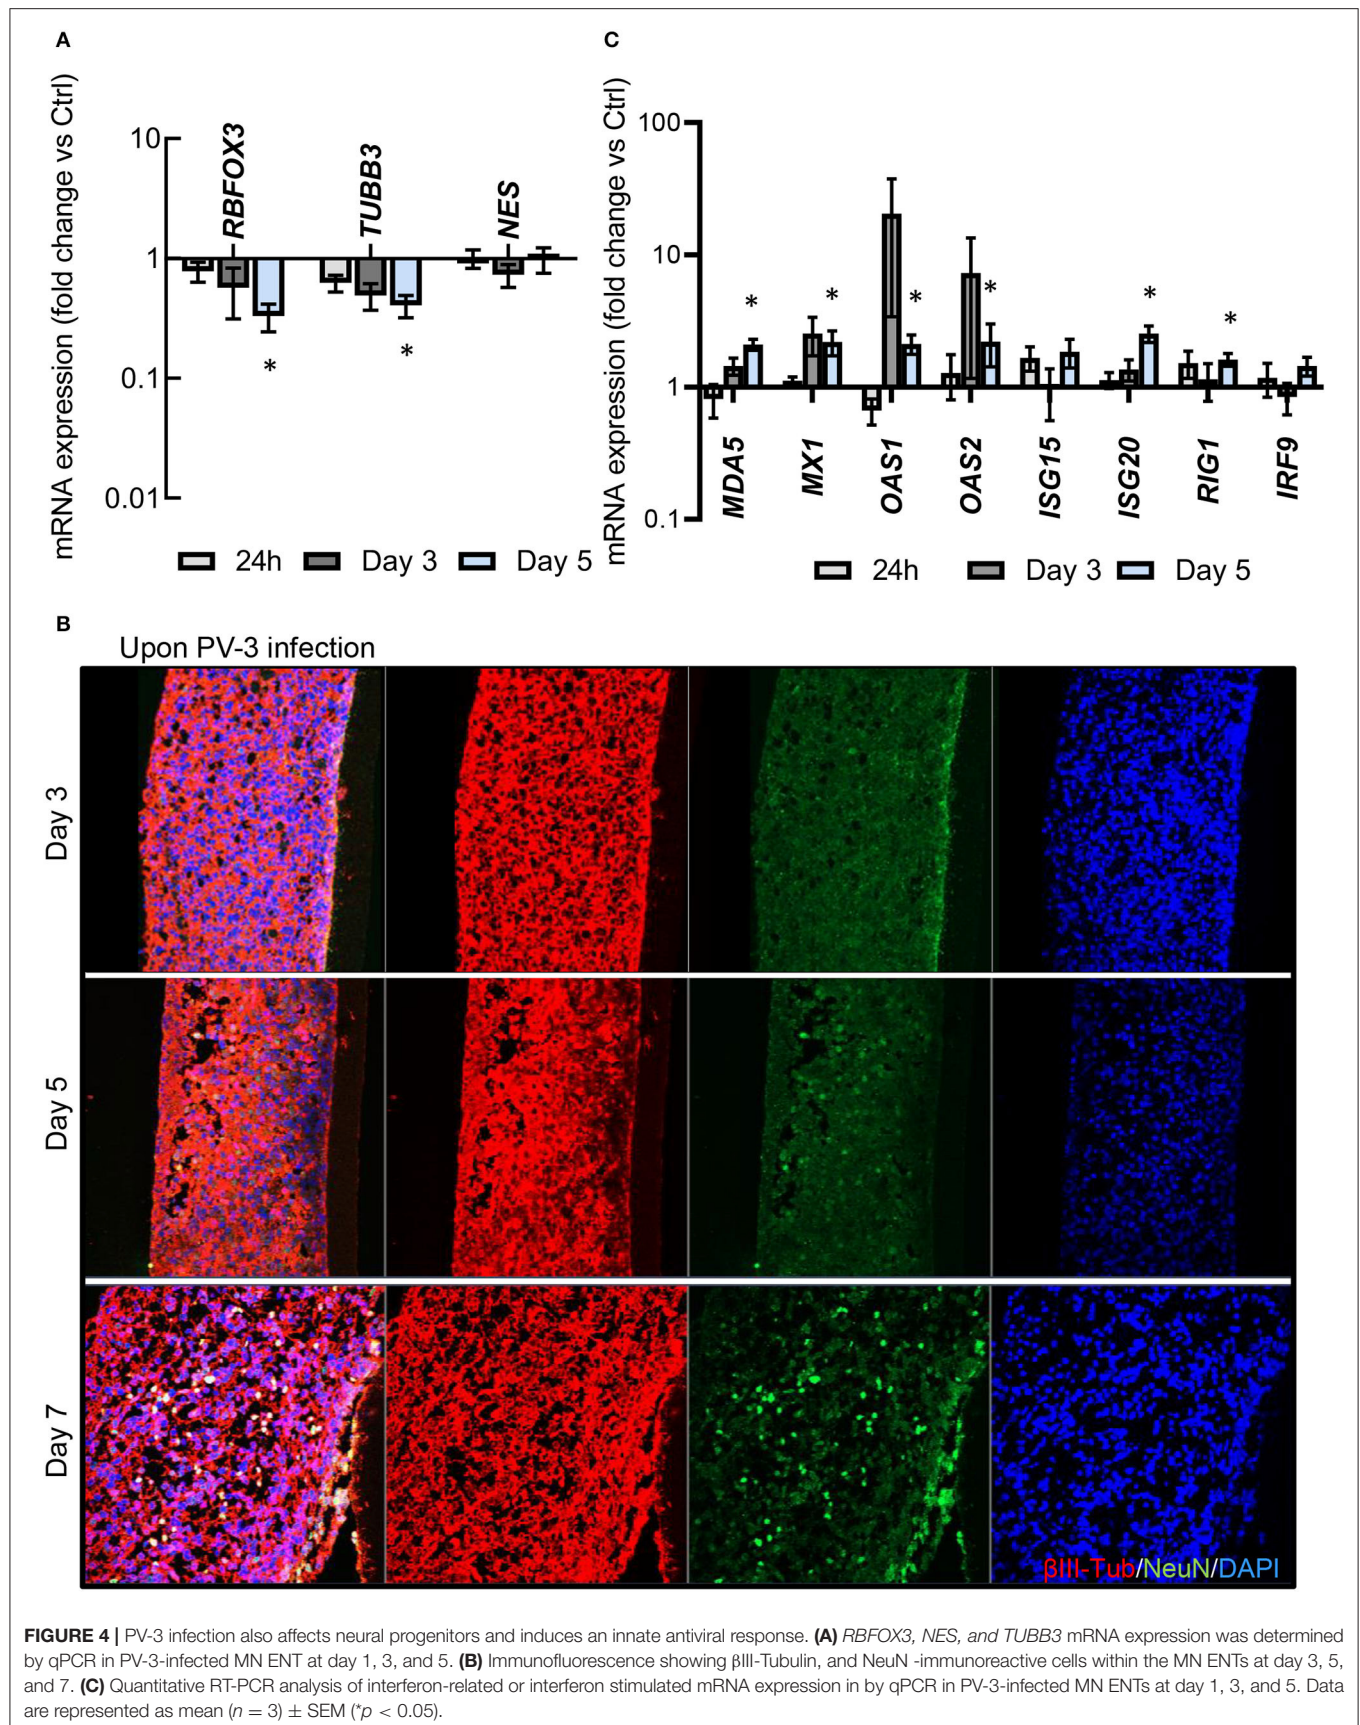 A
mRNA expression (fold change vs Ctrl)
10
1
0.1
0.01
RBFOX3
TUBB3
NES
*
*
24h Day 3 Day 5
C
mRNA expression (fold change vs Ctrl)
100
10
1
0.1
* * * * * *
MDA5
MX1
OAS1
OAS2
ISG15
ISG20
RIG1
IRF9
24h Day 3 Day 5
B
Upon PV-3 infection
Day 3
Day 5
Day 7
βIII-Tub/NeuN/DAPI
FIGURE 4 | PV-3 infection also affects neural progenitors and induces an innate antiviral response. (A) RBFOX3, NES, and TUBB3 mRNA expression was determined
by qPCR in PV-3-infected MN ENT at day 1, 3, and 5. (B) Immunofluorescence showing βIII-Tubulin, and NeuN -immunoreactive cells within the MN ENTs at day 3, 5,
and 7. (C) Quantitative RT-PCR analysis of interferon-related or interferon stimulated mRNA expression in by qPCR in PV-3-infected MN ENTs at day 1, 3, and 5. Data
are represented as mean (n = 3) ± SEM (*p < 0.05).